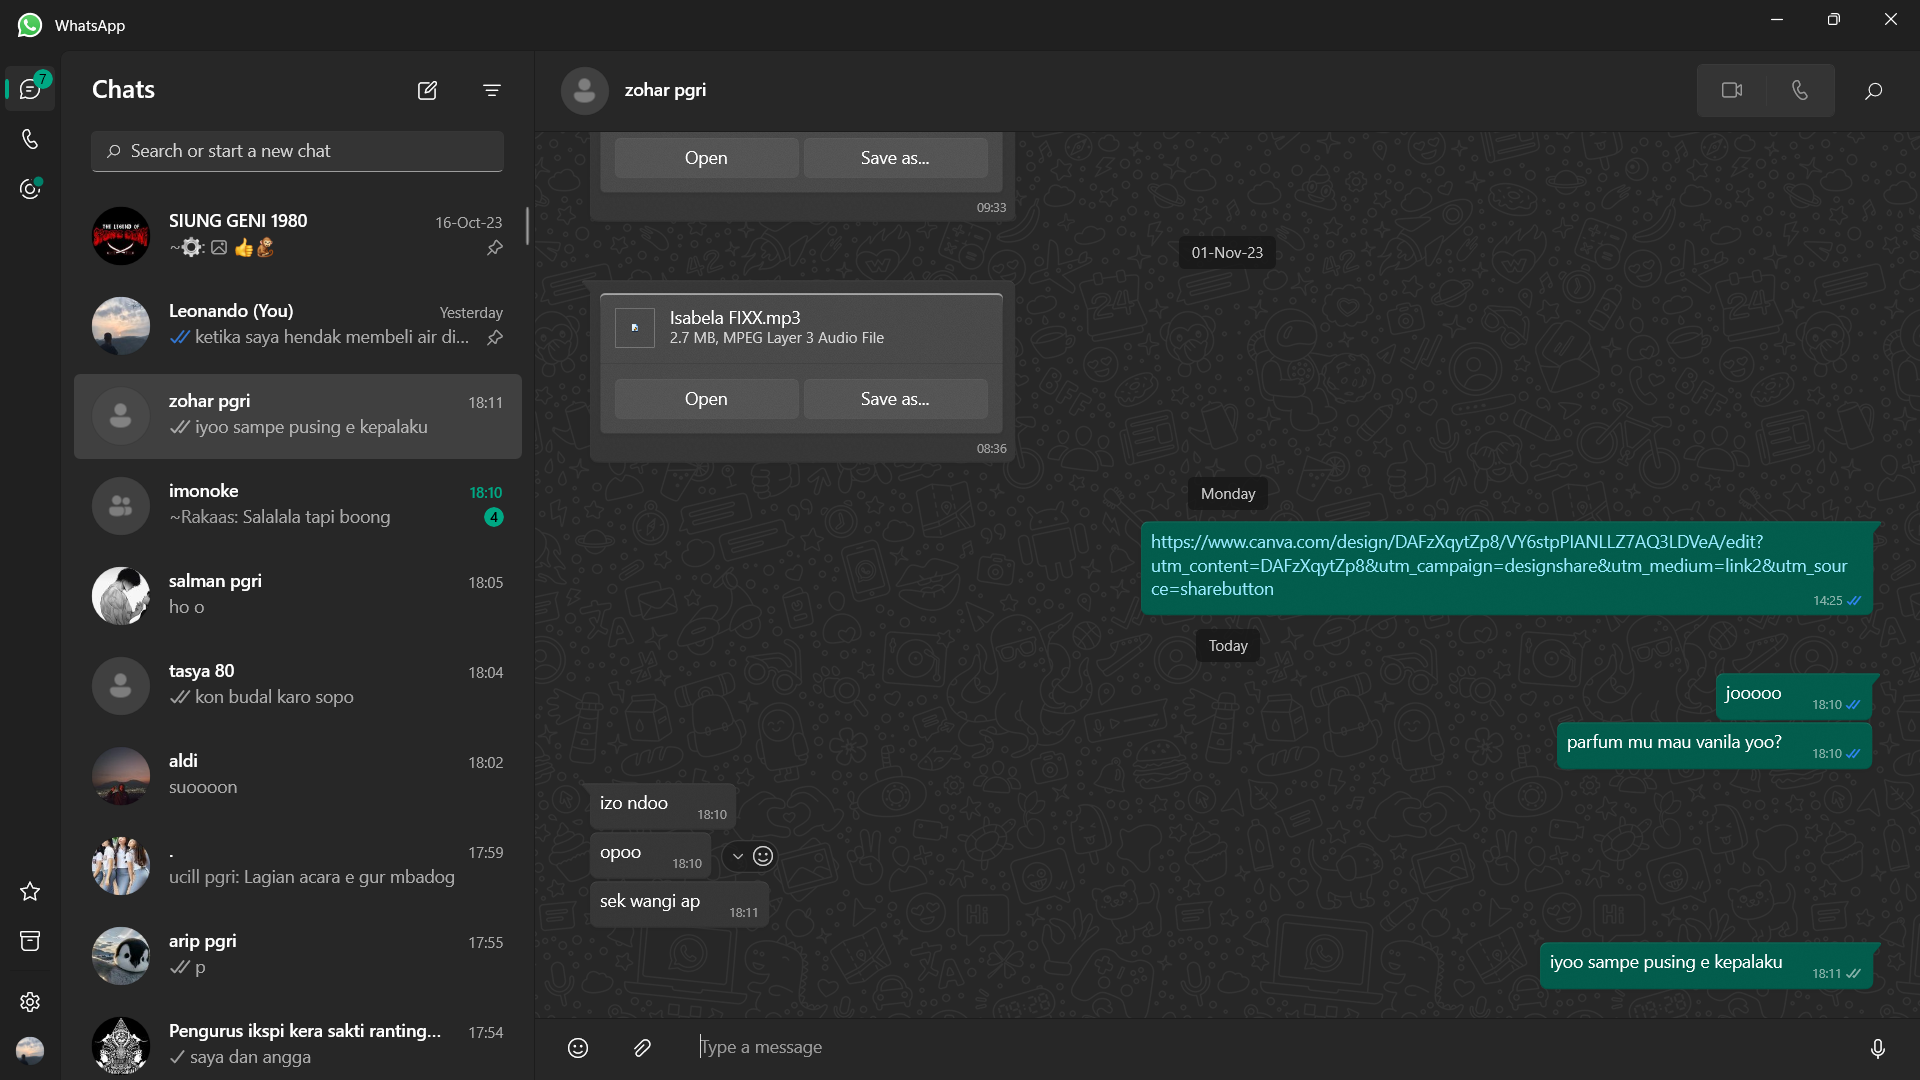 WhatsApp
7
Chats
Search or start a new chat
SIUNG GENI 1980
16-Oct-23
~⚙️: 👍🙊
Leonando (You)
Yesterday
ketika saya hendak membeli air di...
zohar pgri
18:11
iyoo sampe pusing e kepalaku
imonoke
18:10
~Rakaas: Salalala tapi boong
4
salman pgri
18:05
ho o
tasya 80
18:04
kon budal karo sopo
aldi
18:02
suoooon
.
17:59
ucill pgri: Lagian acara e gur mbadog
arip pgri
17:55
p
Pengurus ikspi kera sakti ranting...
17:54
saya dan angga
zohar pgri
Open
Save as...
09:33
01-Nov-23
Isabela FIXX.mp3
2.7 MB, MPEG Layer 3 Audio File
Open
Save as...
08:36
Monday
https://www.canva.com/design/DAFzXqytZp8/VY6stpPIANLLZ7AQ3LDVeA/edit?
utm_content=DAFzXqytZp8&utm_campaign=designshare&utm_medium=link2&utm_sour
ce=sharebutton
14:25
Today
jooooo
18:10
parfum mu mau vanila yoo?
18:10
izo ndoo
18:10
opoo
18:10
sek wangi ap
18:11
iyoo sampe pusing e kepalaku
18:11
Type a message